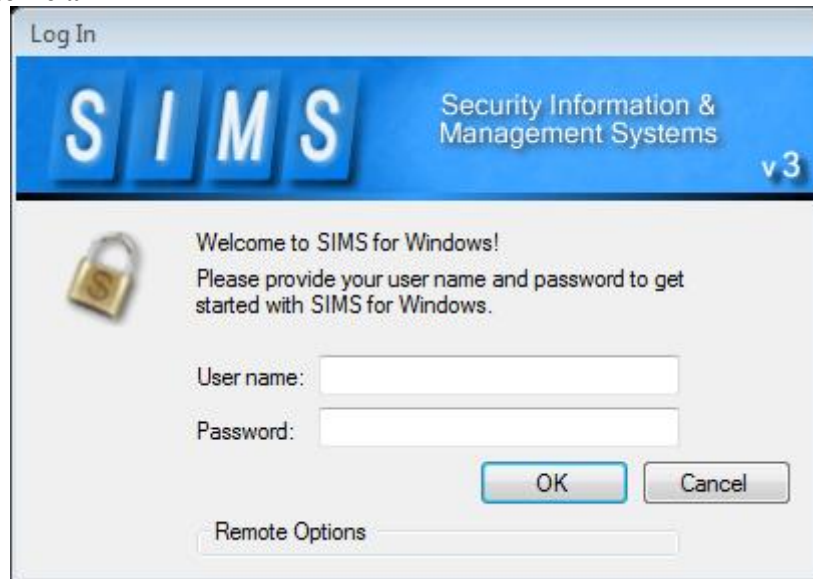 Log In
S I M S
Security Information &
Management Systems
v 3
Welcome to SIMS for Windows!
Please provide your user name and password to get
started with SIMS for Windows.
S
User name:
Password:
OK Cancel
Remote Options